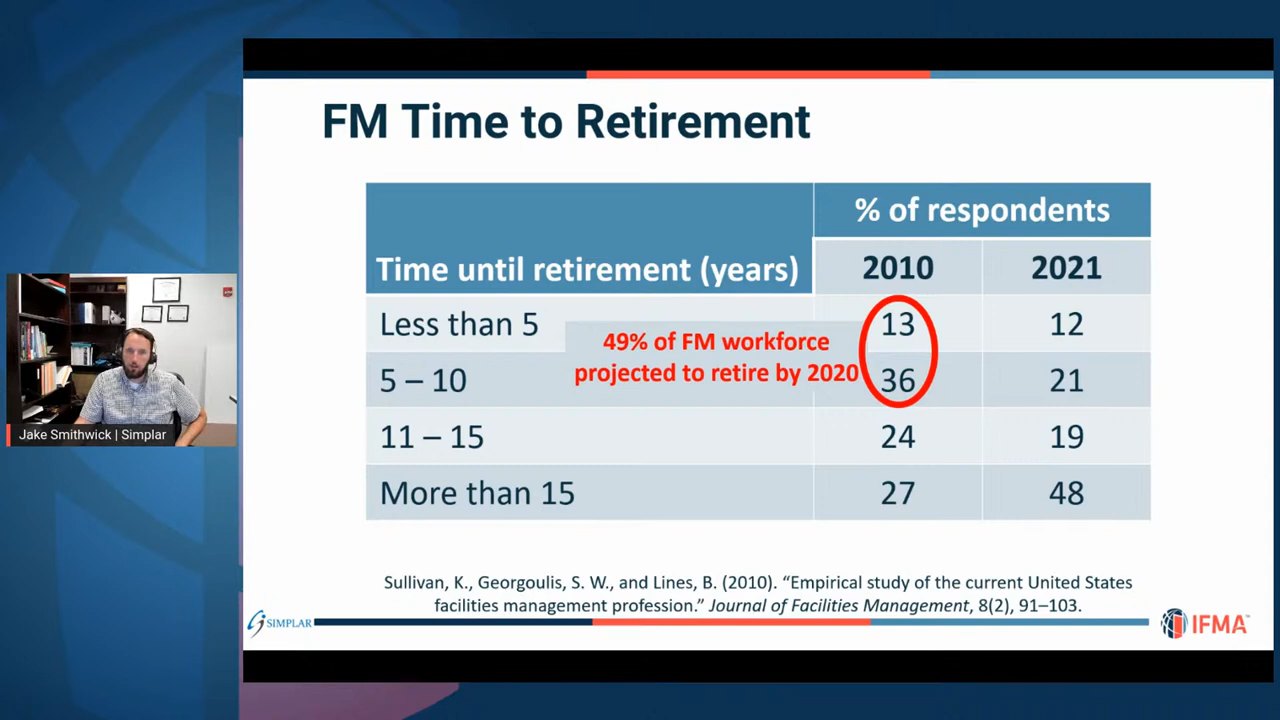 FM Time to Retirement
% of respondents
Time until retirement (years)
2010
2021
Less than 5
13
12
49% of FM workforce
projected to retire by 2020
5 – 10
36
21
11 – 15
24
19
More than 15
27
48
Jake Smithwick | Simplar
Sullivan, K., Georgoulis, S. W., and Lines, B. (2010). “Empirical study of the current United States
facilities management profession.” Journal of Facilities Management, 8(2), 91–103.
SIMPLAR
IFMA™